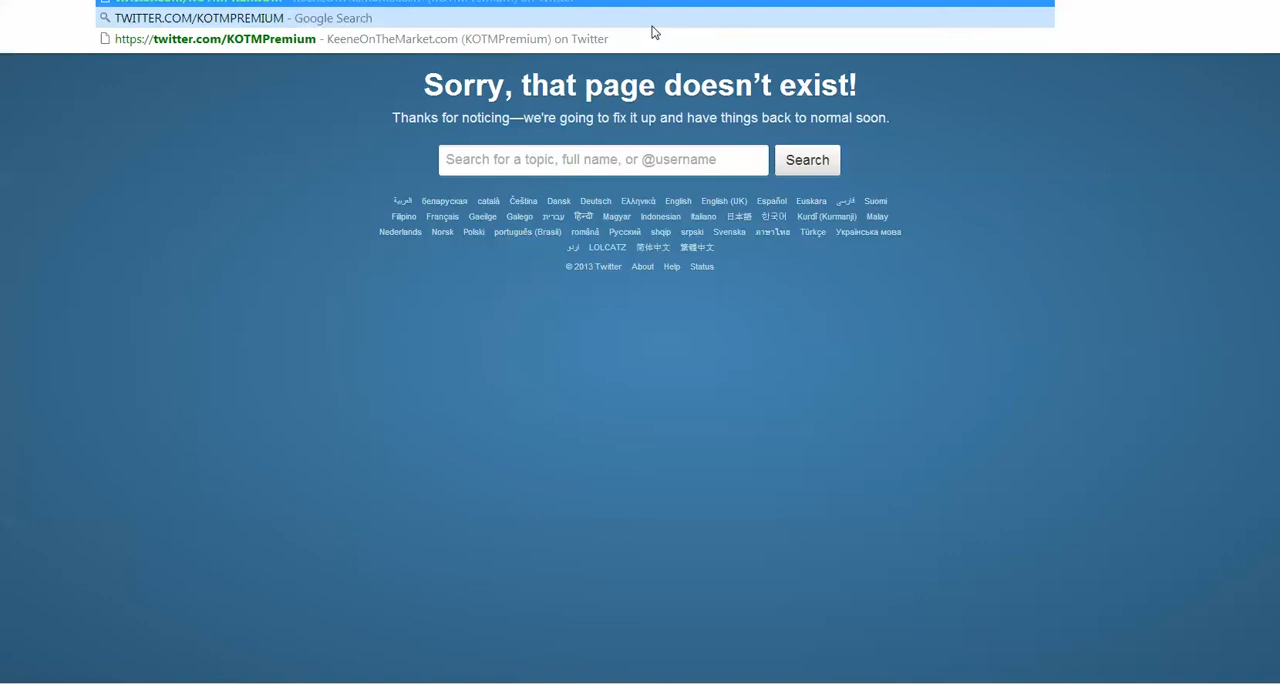 TWITTER.COM/KOTMPREMIUM - Google Search
https://twitter.com/KOTMPremium - KeeneOnTheMarket.com (KOTMPremium) on Twitter
Sorry, that page doesn’t exist!
Thanks for noticing—we're going to fix it up and have things back to normal soon.
Search for a topic, full name, or @username Search
العربية беларуская català Čeština Dansk Deutsch Ελληνικά English English (UK) Español Euskara فارسی Suomi
Filipino Français Gaeilge Galego עברית हिन्दी Magyar Indonesian Italiano 日本語 한국어 Kurdî (Kurmanji) Malay
Nederlands Norsk Polski português (Brasil) română Русский shqip srpski Svenska ภาษาไทย Türkçe Українська мова
اردو LOLCATZ 简体中文 繁體中文
© 2013 Twitter About Help Status